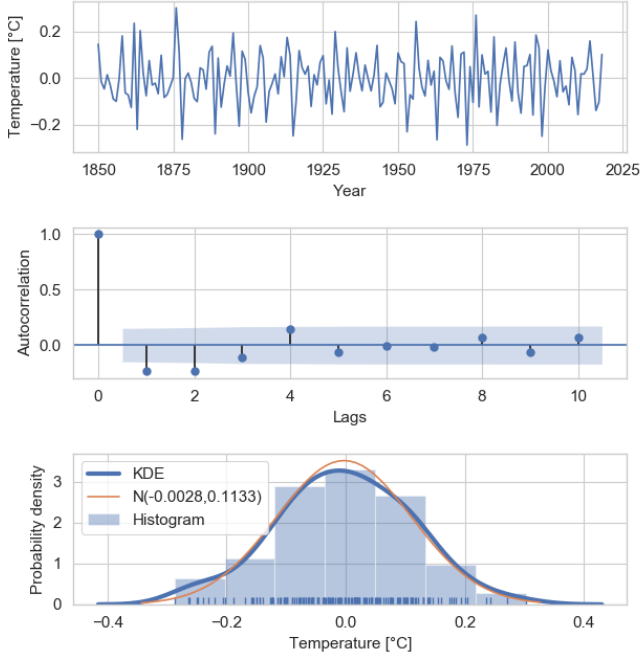 Temperature [°C]
0.2
0.0
−0.2
1850 1875 1900 1925 1950 1975 2000 2025
Year
Autocorrelation
1.0
0.5
0.0
0 2 4 6 8 10
Lags
Probability density
3
2
1
0
KDE
N(-0.0028,0.1133)
Histogram
−0.4 −0.2 0.0 0.2 0.4
Temperature [°C]